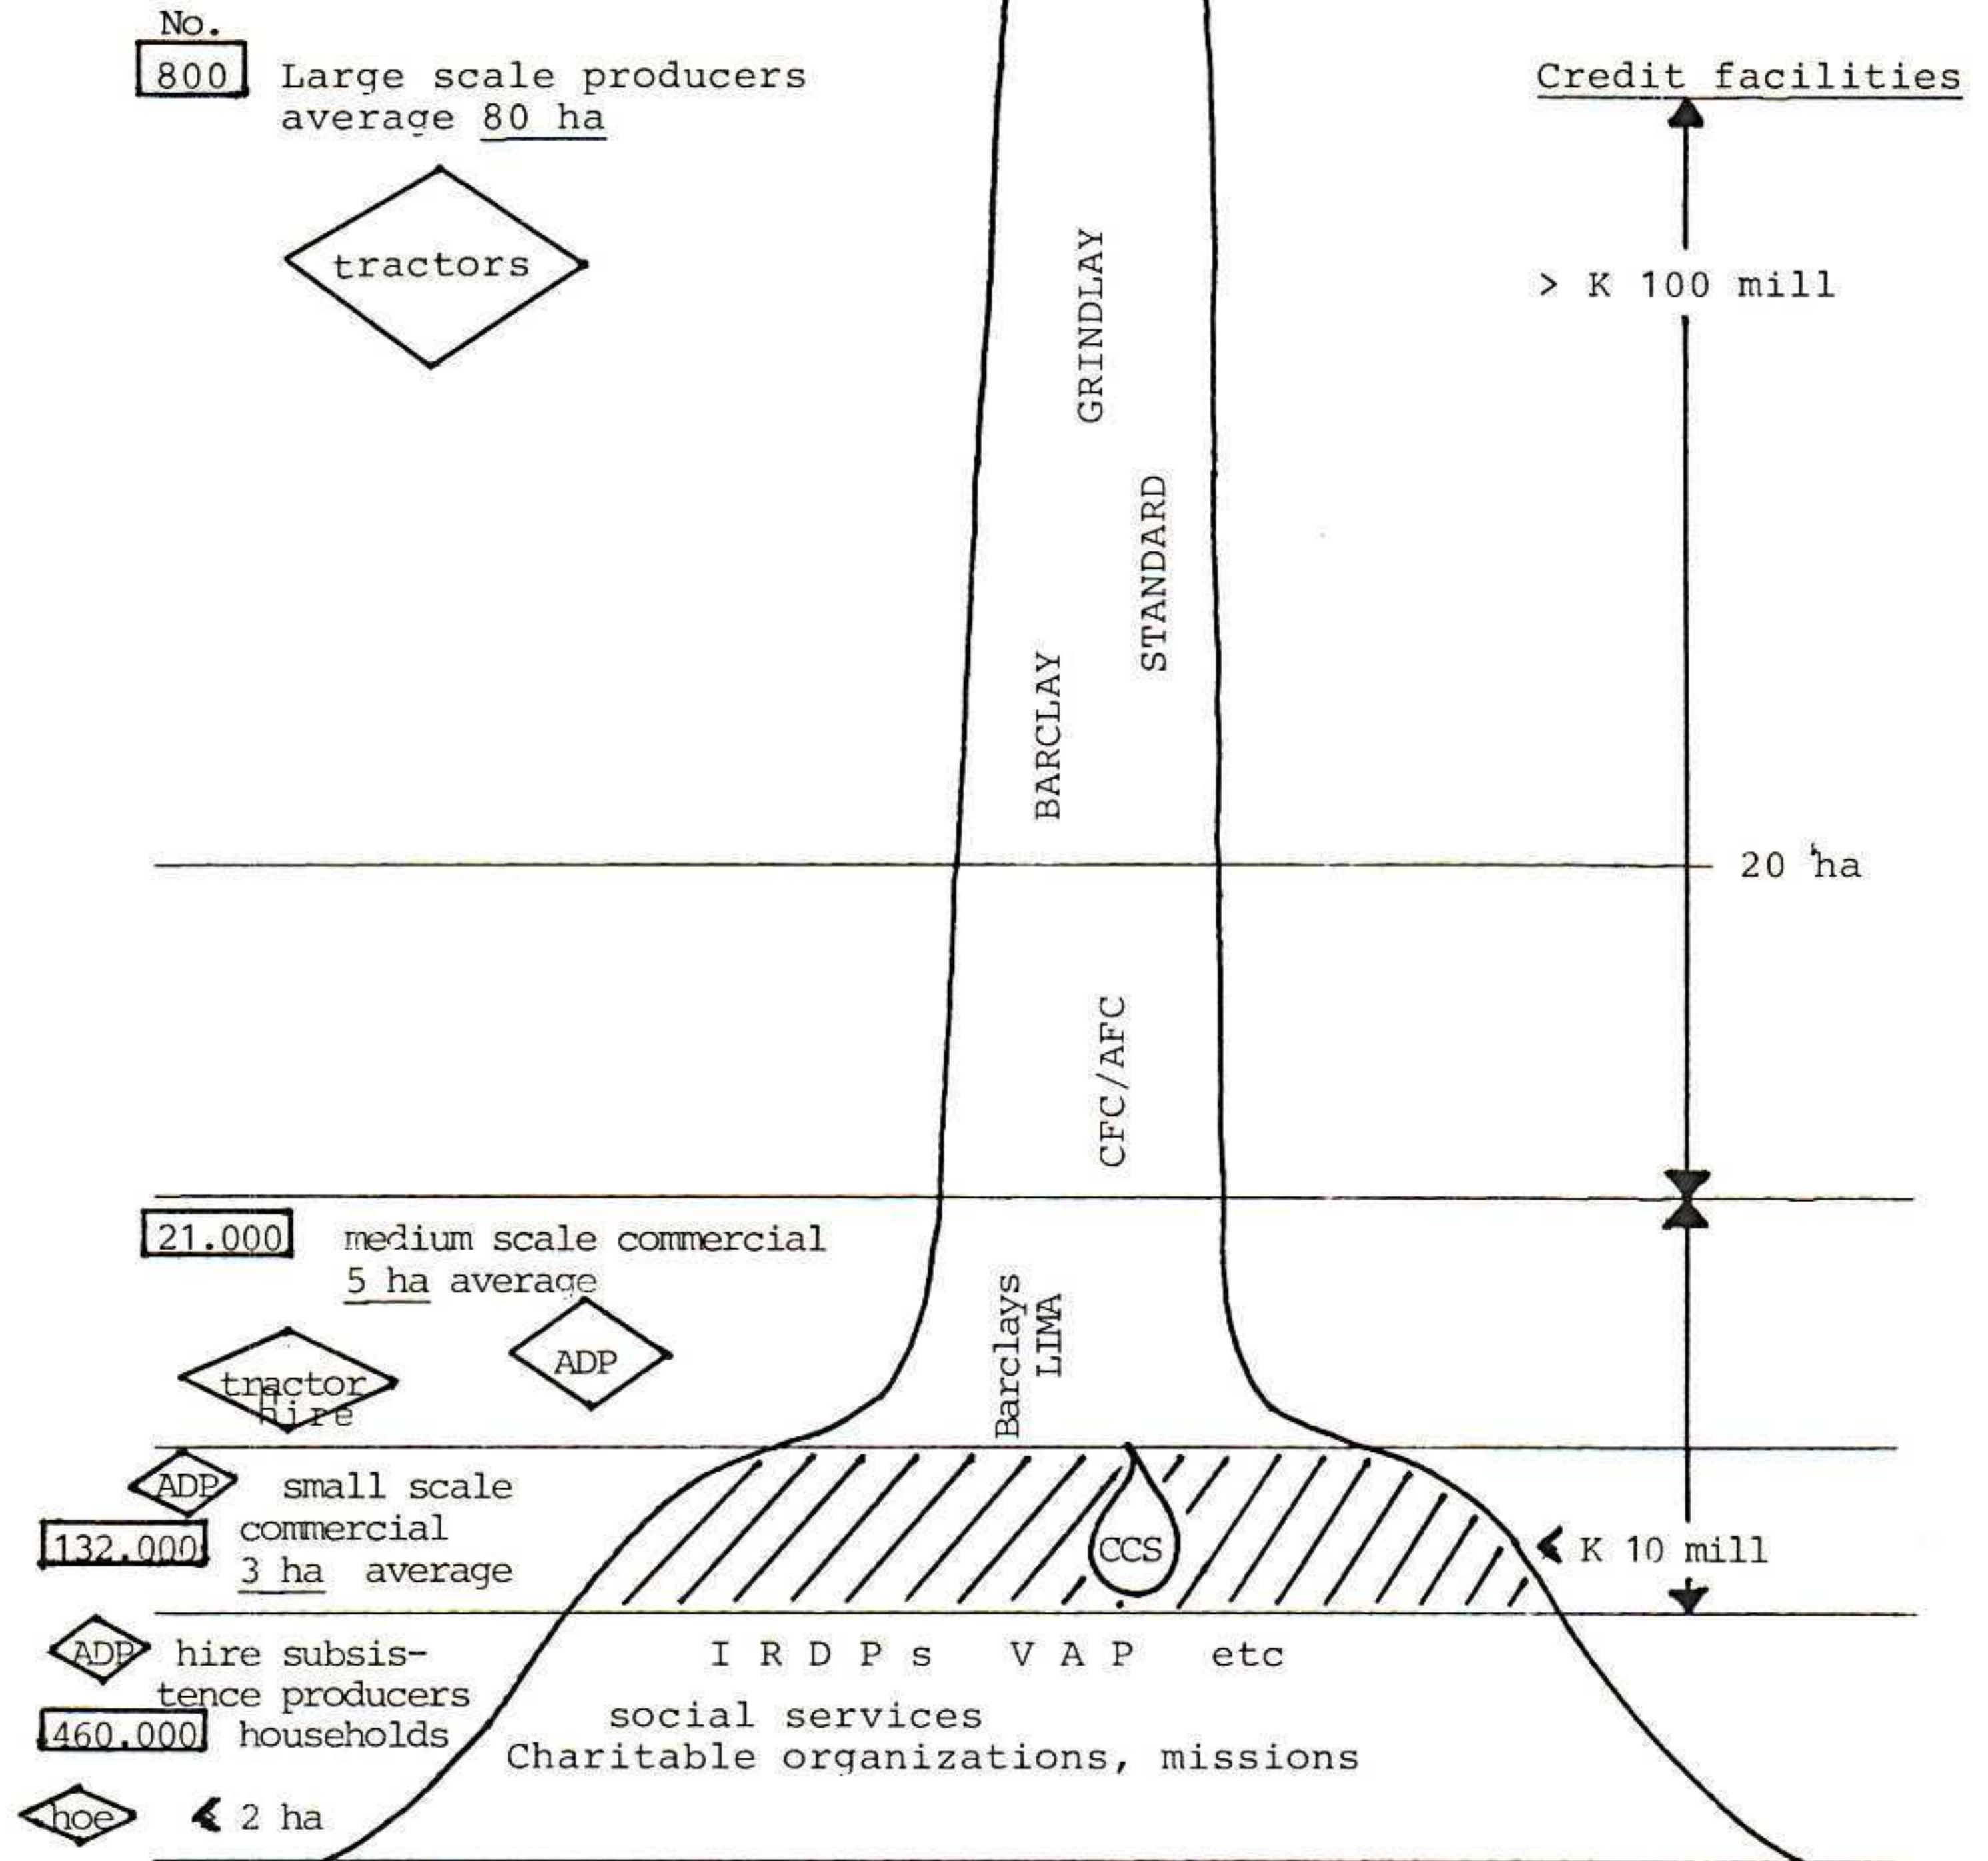 No.
800 Large scale producers
average 80 ha
Credit facilities
tractors
> K 100 mill
GRINDLAY
STANDARD
BARCLAY
20 ha
CFC/AFC
21.000 medium scale commercial
5 ha average
tractor
hire
ADP
Barclays
LIMA
ADP small scale
132.000 commercial
3 ha average
CCS
≤ K 10 mill
ADP hire subsis-
tence producers
460.000 households
I R D P s V A P etc
social services
Charitable organizations, missions
hoe ≤ 2 ha